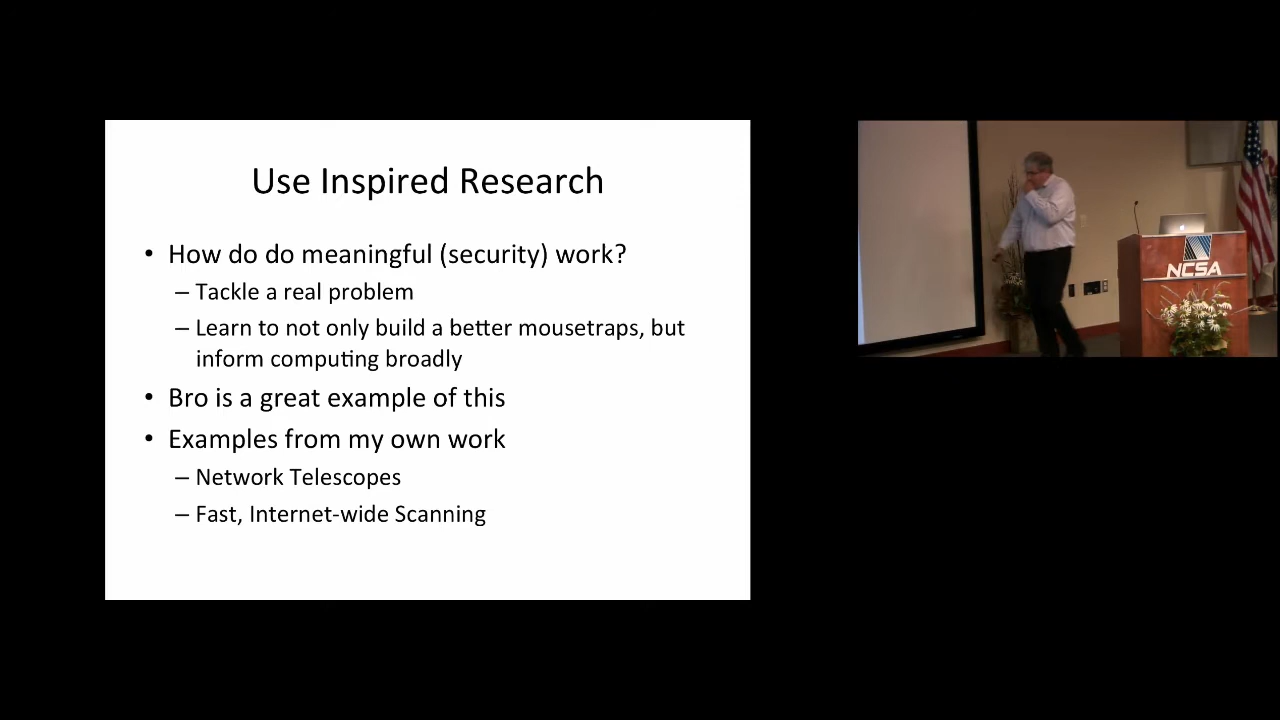 Use Inspired Research
• How do do meaningful (security) work?
– Tackle a real problem
– Learn to not only build a better mousetraps, but
inform computing broadly
• Bro is a great example of this
• Examples from my own work
– Network Telescopes
– Fast, Internet-wide Scanning
NCSA